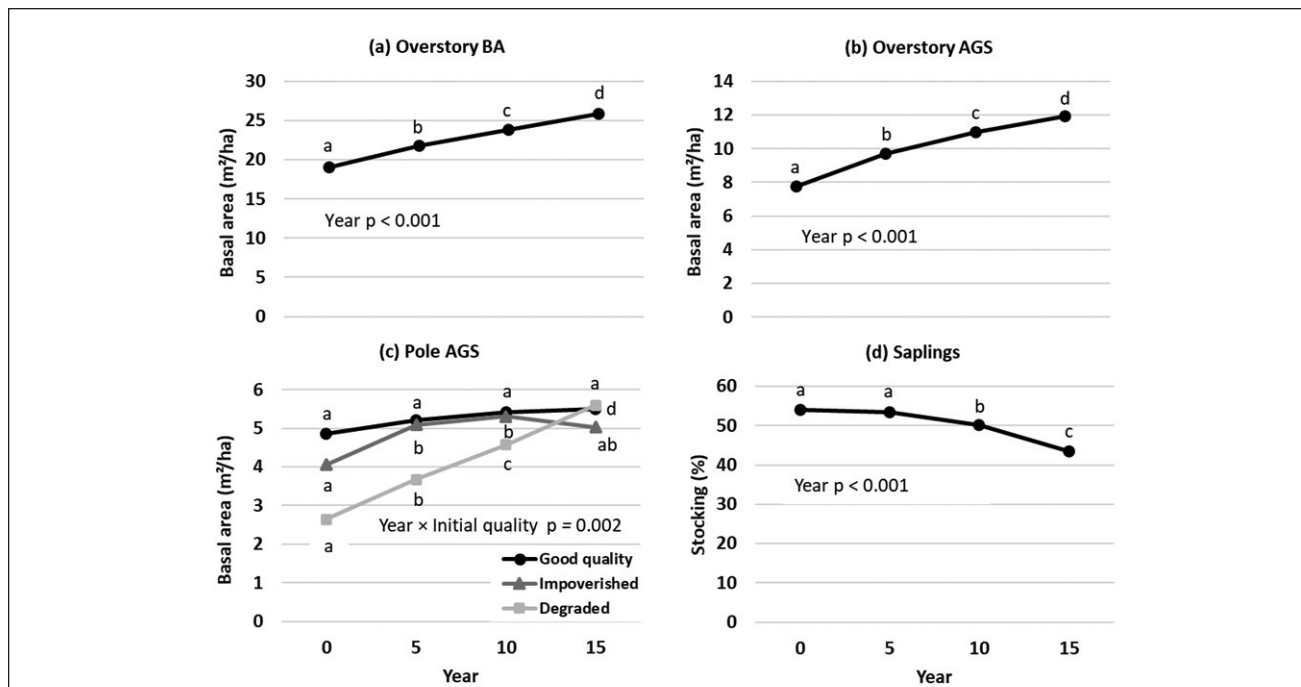 (a) Overstory BA
Basal area (m²/ha)
30
25
20
15
10
5
0
a
b
c
d
Year p < 0.001
(b) Overstory AGS
Basal area (m²/ha)
14
12
10
8
6
4
2
0
a
b
c
d
Year p < 0.001
(c) Pole AGS
Basal area (m²/ha)
6
5
4
3
2
1
0
a
a
a
a
d
b
b
ab
a
b
c
a
Year × Initial quality p = 0.002
Good quality
Impoverished
Degraded
0
5
10
15
Year
(d) Saplings
Stocking (%)
60
50
40
30
20
10
0
a
a
b
c
Year p < 0.001
0
5
10
15
Year